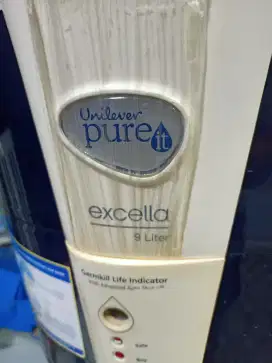 Unilever
pure it
excella
9 Liter
Germkill Life Indicator
Safe